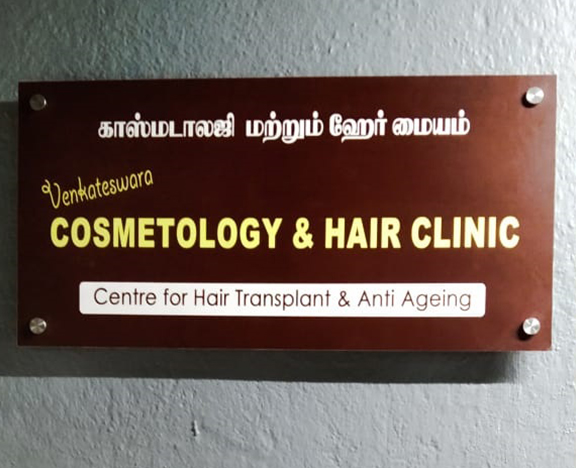 காஸ்மடாலஜி மற்றும் ஹேர் மையம்
Venkateswara
COSMETOLOGY & HAIR CLINIC
Centre for Hair Transplant & Anti Ageing